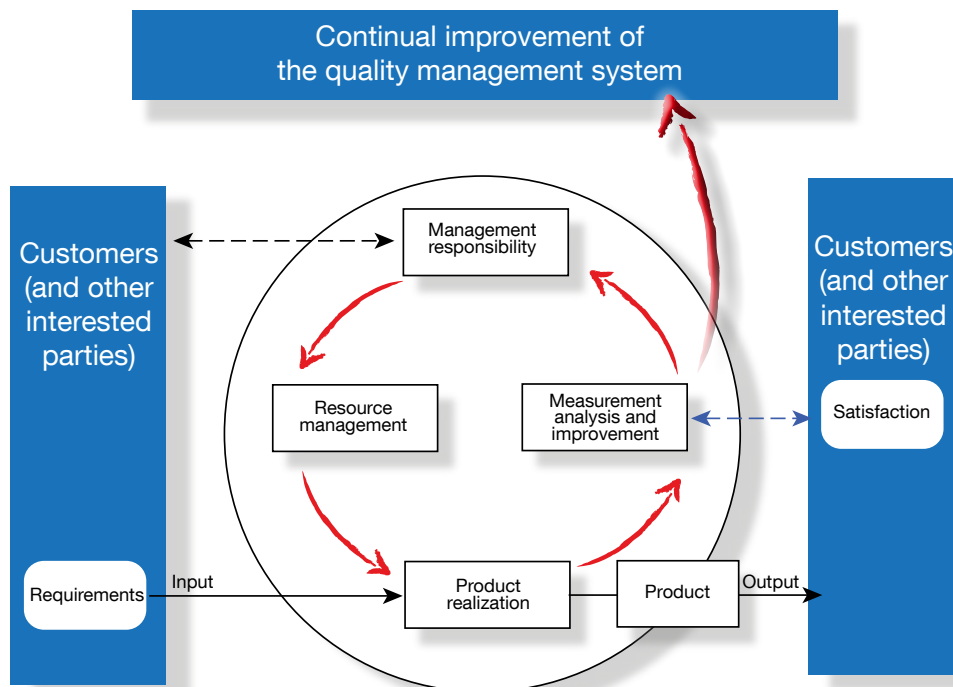 Continual improvement of
the quality management system
Customers
(and other
interested
parties)
Management
responsibility
Customers
(and other
interested
parties)
Resource
management
Measurement
analysis and
improvement
Satisfaction
Requirements
Input
Product
realization
Product
Output